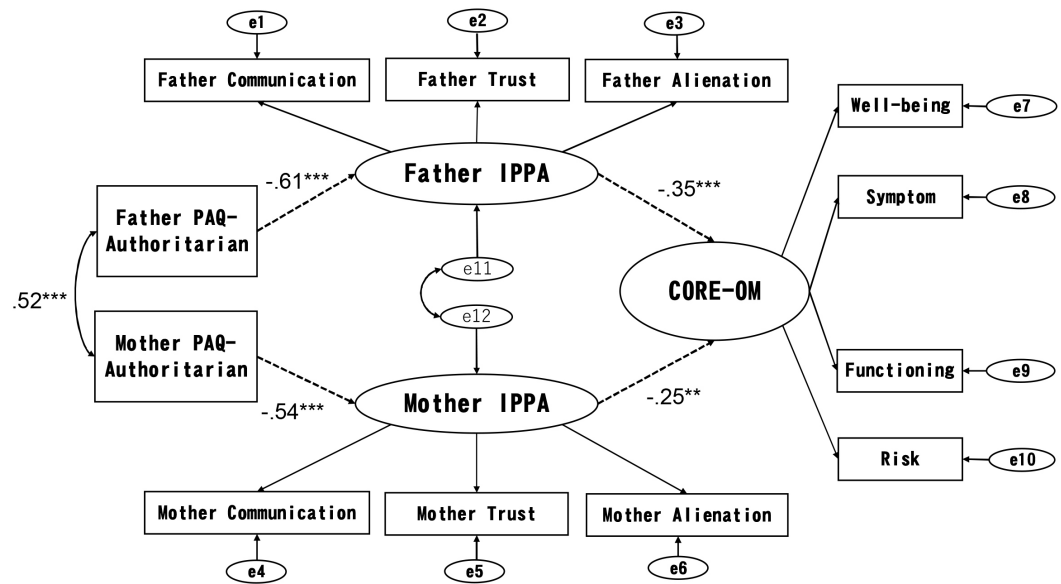 e1
e2
e3
Father Communication
Father Trust
Father Alienation
Well-being
e7
Father IPPA
-.61***
-.35***
Symptom
e8
Father PAQ-
Authoritarian
e11
.52***
CORE-OM
e12
Mother PAQ-
Authoritarian
Functioning
e9
-.54***
Mother IPPA
-.25**
Risk
e10
Mother Communication
Mother Trust
Mother Alienation
e4
e5
e6